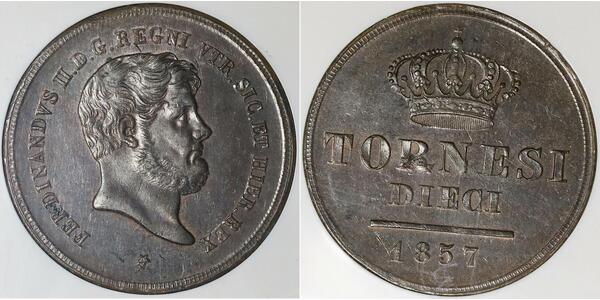 FERDINANDVS II. D. G. REGNI VTR. SIC. ET HIER. REX
TORNESI
DIECI
1857